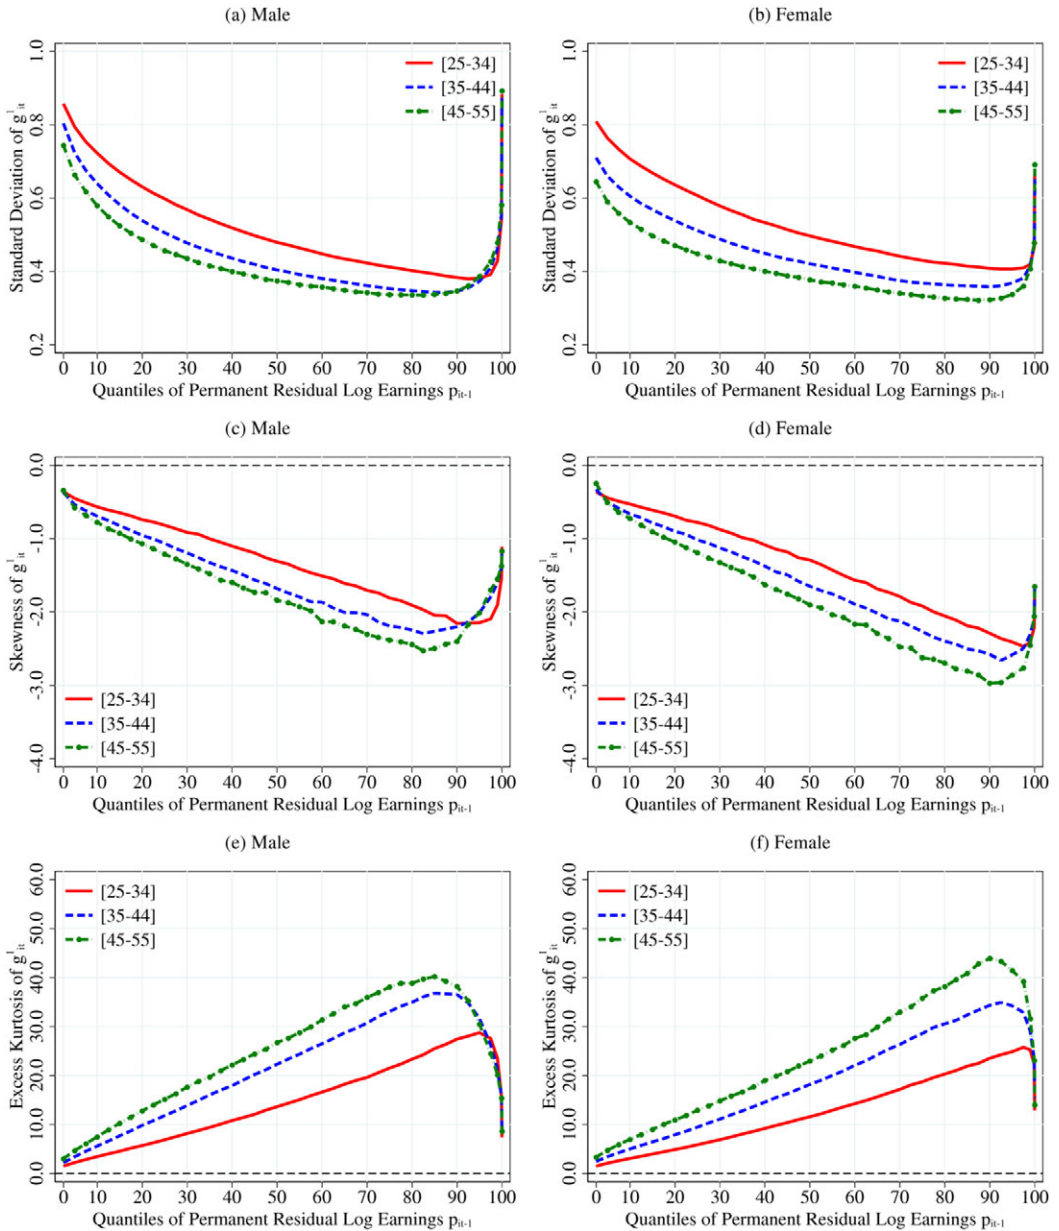 (a) Male
Standard Deviation of g¹ᵢₜ
1.0
0.8
0.6
0.4
0.2
[25-34]
[35-44]
[45-55]
0 10 20 30 40 50 60 70 80 90 100
Quantiles of Permanent Residual Log Earnings pᵢₜ₋₁
(b) Female
Standard Deviation of g¹ᵢₜ
1.0
0.8
0.6
0.4
0.2
[25-34]
[35-44]
[45-55]
0 10 20 30 40 50 60 70 80 90 100
Quantiles of Permanent Residual Log Earnings pᵢₜ₋₁
(c) Male
Skewness of g¹ᵢₜ
0.0
-1.0
-2.0
-3.0
-4.0
[25-34]
[35-44]
[45-55]
0 10 20 30 40 50 60 70 80 90 100
Quantiles of Permanent Residual Log Earnings pᵢₜ₋₁
(d) Female
Skewness of g¹ᵢₜ
0.0
-1.0
-2.0
-3.0
-4.0
[25-34]
[35-44]
[45-55]
0 10 20 30 40 50 60 70 80 90 100
Quantiles of Permanent Residual Log Earnings pᵢₜ₋₁
(e) Male
Excess Kurtosis of g¹ᵢₜ
60.0
50.0
40.0
30.0
20.0
10.0
0.0
[25-34]
[35-44]
[45-55]
0 10 20 30 40 50 60 70 80 90 100
Quantiles of Permanent Residual Log Earnings pᵢₜ₋₁
(f) Female
Excess Kurtosis of g¹ᵢₜ
60.0
50.0
40.0
30.0
20.0
10.0
0.0
[25-34]
[35-44]
[45-55]
0 10 20 30 40 50 60 70 80 90 100
Quantiles of Permanent Residual Log Earnings pᵢₜ₋₁